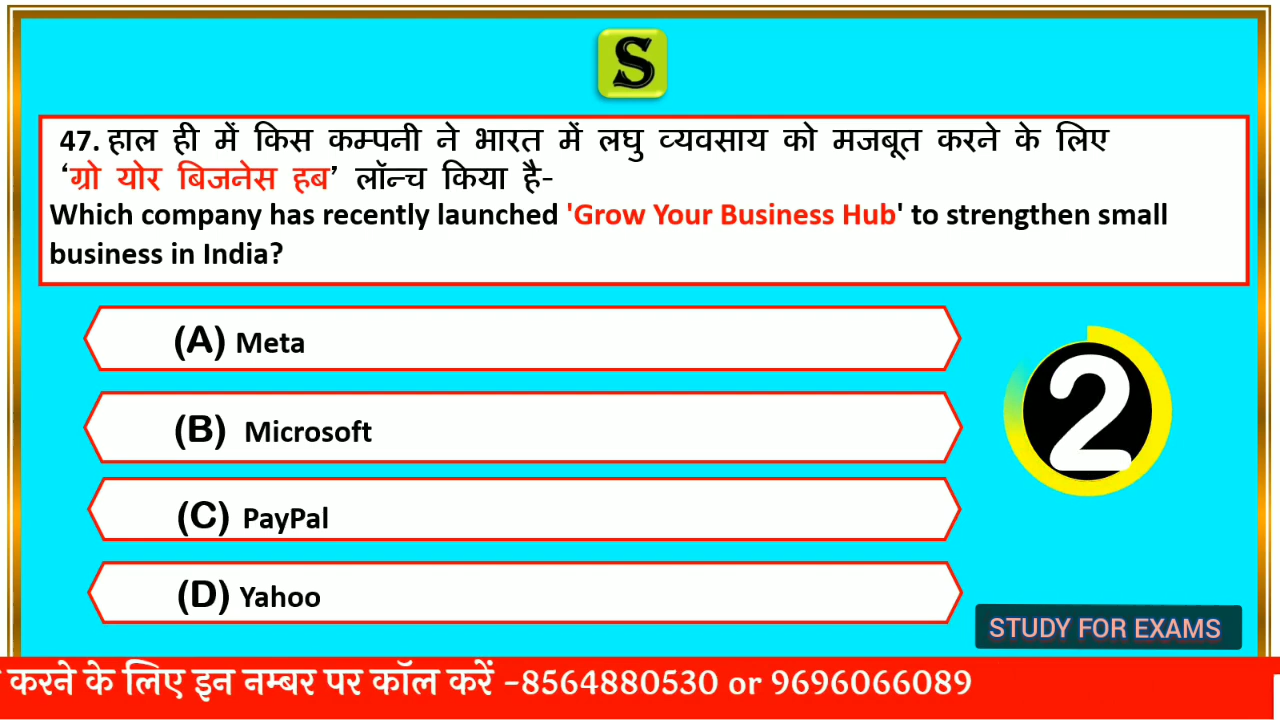 S
47. हाल ही में किस कम्पनी ने भारत में लघु व्यवसाय को मजबूत करने के लिए
‘ग्रो योर बिजनेस हब’ लॉन्च किया है-
Which company has recently launched 'Grow Your Business Hub' to strengthen small
business in India?
(A) Meta
(B) Microsoft
(C) PayPal
(D) Yahoo
2
STUDY FOR EXAMS
करने के लिए इन नम्बर पर कॉल करें -8564880530 or 9696066089